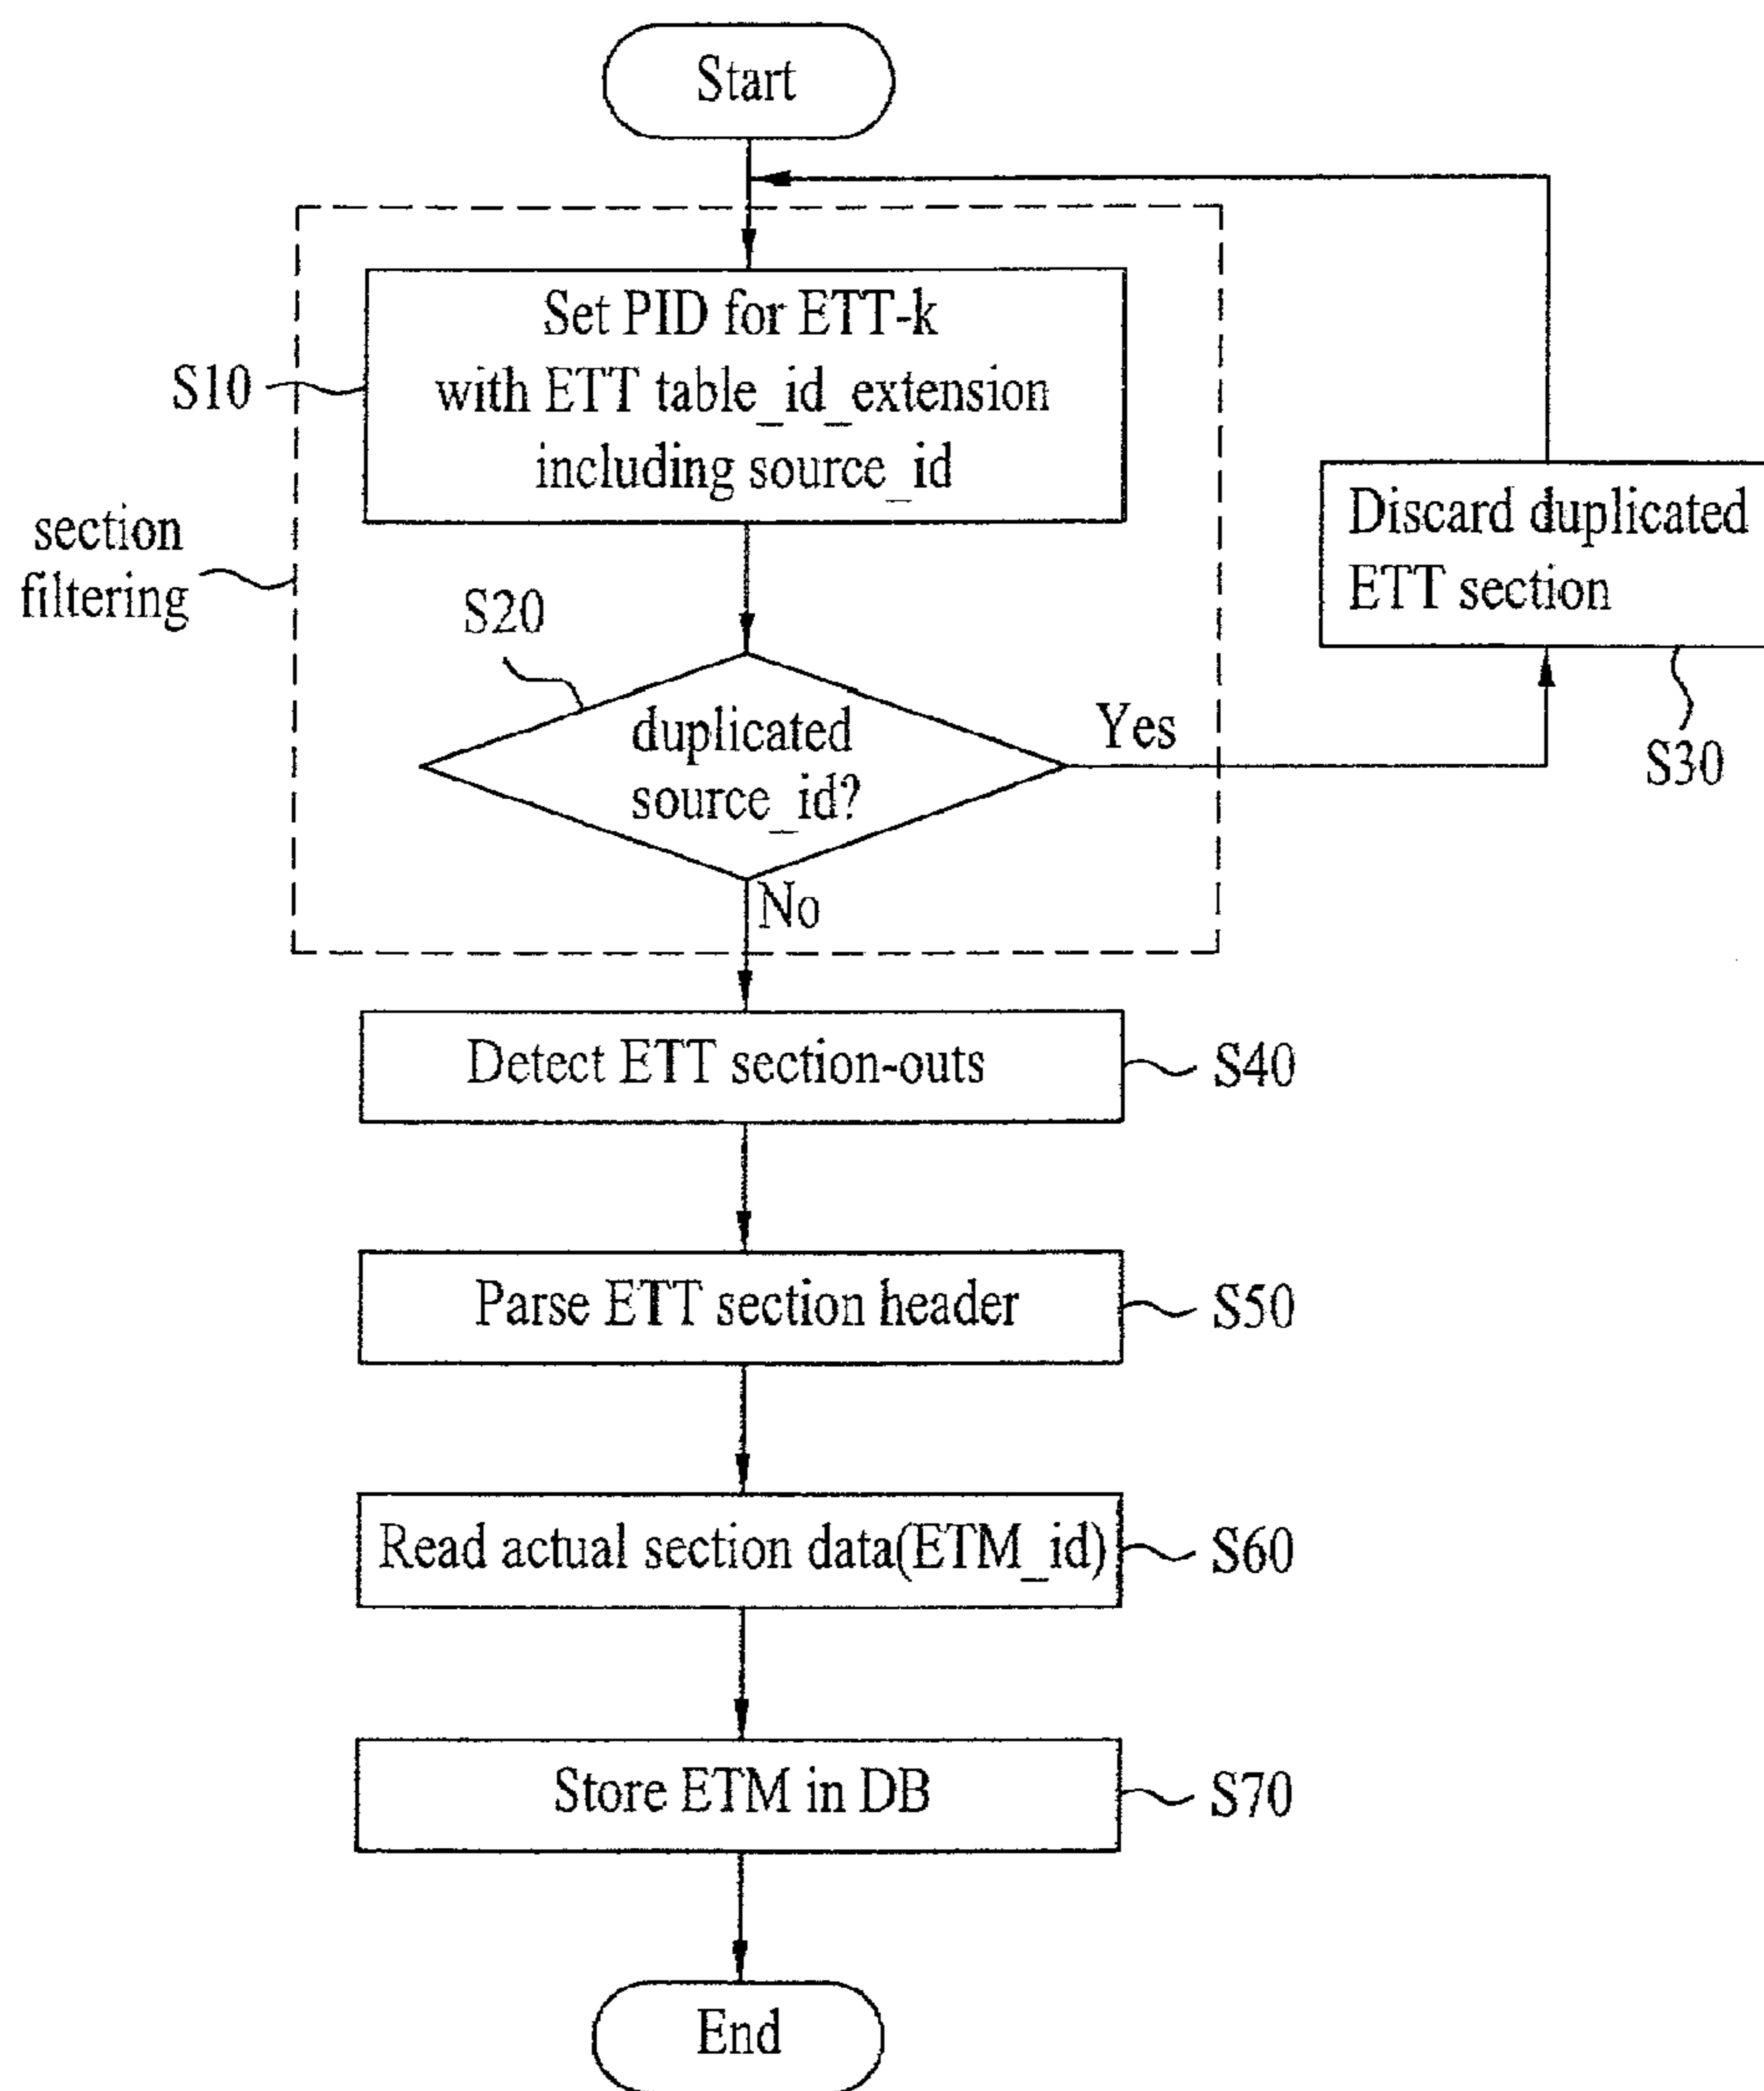 Start
Set PID for ETT-k
with ETT table_id_extension
including source_id
S10
section
filtering
Discard duplicated
ETT section
S30
S20
duplicated
source_id?
Yes
No
Detect ETT section-outs
S40
Parse ETT section header
S50
Read actual section data(ETM_id)
S60
Store ETM in DB
S70
End